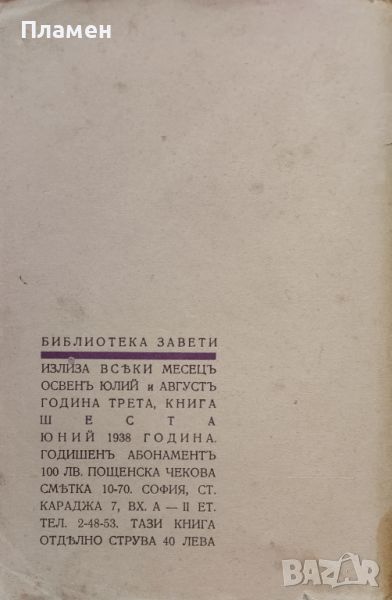 Пламен
БИБЛИОТЕКА ЗАВЕТИ
ИЗЛИЗА ВСѢКИ МЕСЕЦЪ
ОСВЕНЪ ЮЛИЙ и АВГУСТЪ
ГОДИНА ТРЕТА, КНИГА
ШЕСТА
ЮНИЙ 1938 ГОДИНА.
ГОДИШЕНЪ АБОНАМЕНТЪ
100 ЛВ. ПОЩЕНСКА ЧЕКОВА
СМѢТКА 10-70. СОФИЯ, СТ.
КАРАДЖА 7, ВХ. А — II ЕТ.
ТЕЛ. 2-48-53. ТАЗИ КНИГА
ОТДѢЛНО СТРУВА 40 ЛЕВА
BAZAR